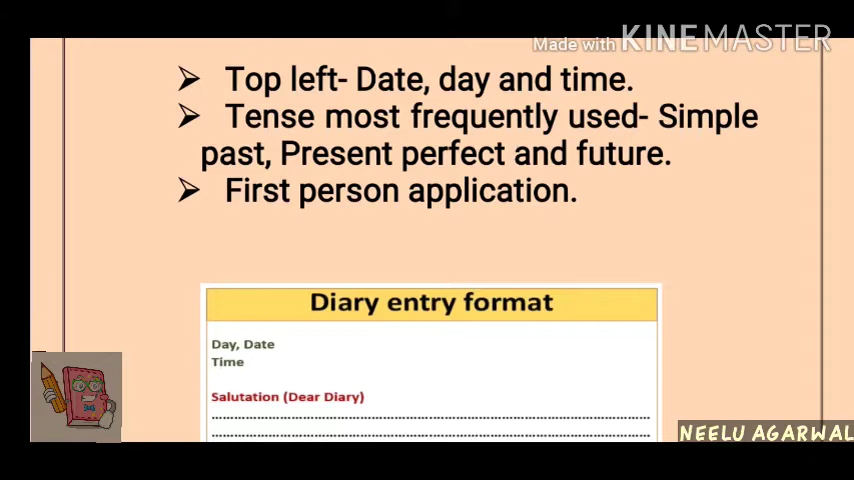 Made with KINEMASTER
➢ Top left- Date, day and time.
➢ Tense most frequently used- Simple
past, Present perfect and future.
➢ First person application.
Diary entry format
Day, Date
Time
Salutation (Dear Diary)
NEELU AGARWAL